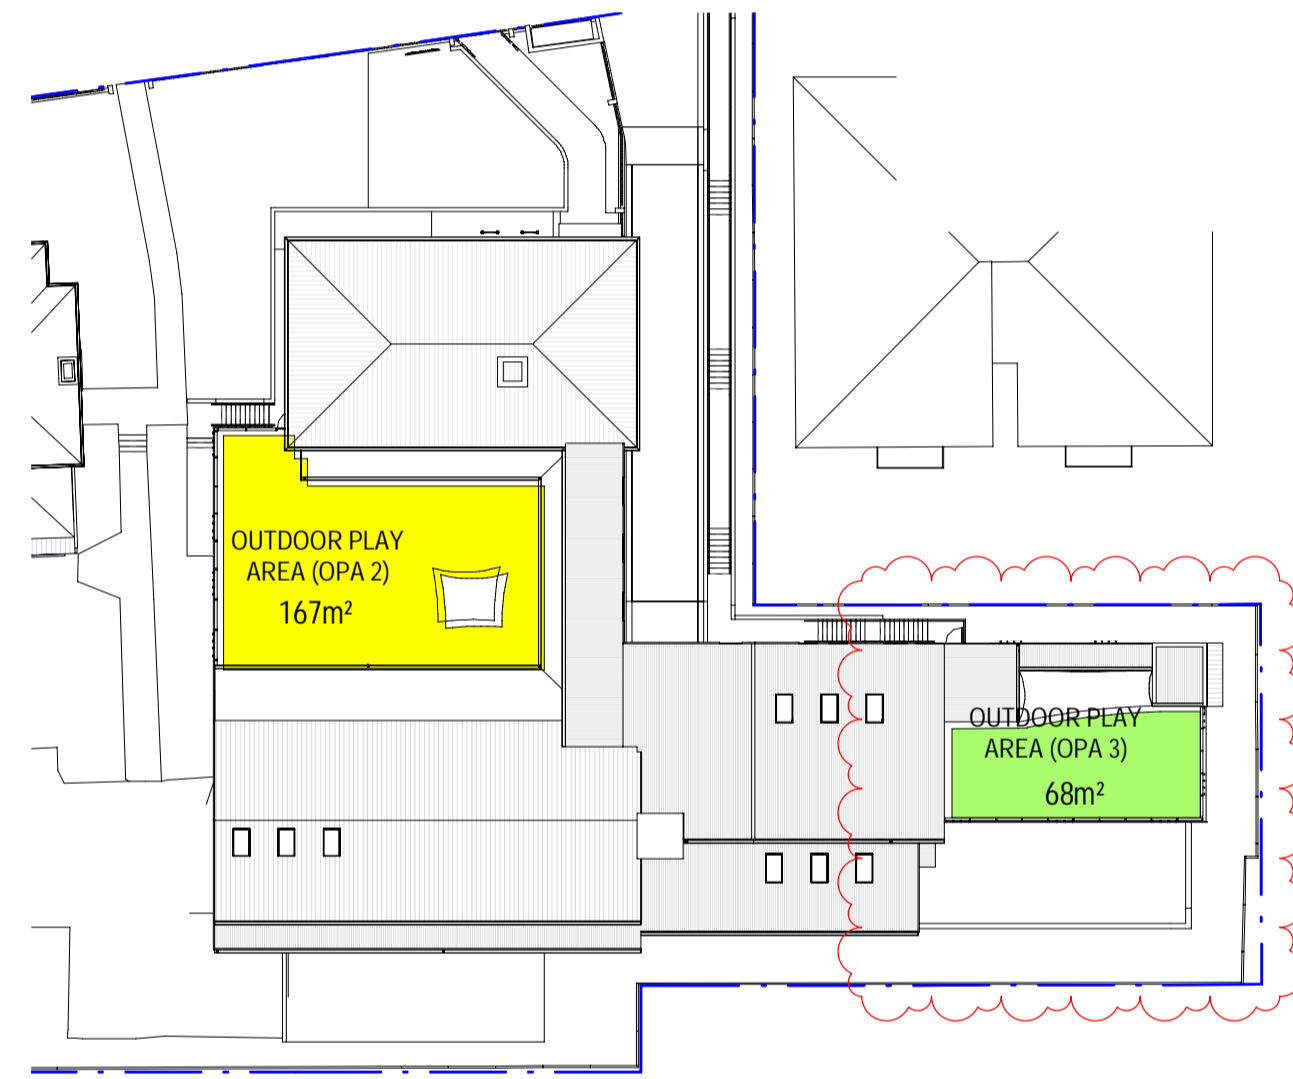 OUTDOOR PLAY
AREA (OPA 2)
167m²
OUTDOOR PLAY
AREA (OPA 3)
68m²